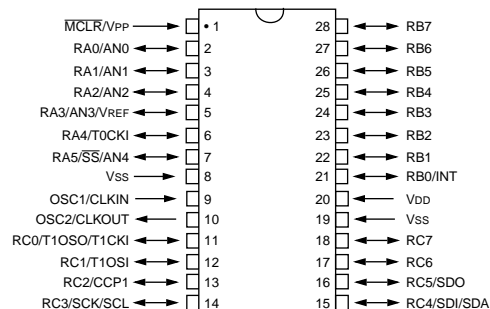 MCLR/VPP • 1 28 RB7
RA0/AN0 2 27 RB6
RA1/AN1 3 26 RB5
RA2/AN2 4 25 RB4
RA3/AN3/VREF 5 24 RB3
RA4/T0CKI 6 23 RB2
RA5/SS/AN4 7 22 RB1
VSS 8 21 RB0/INT
OSC1/CLKIN 9 20 VDD
OSC2/CLKOUT 10 19 VSS
RC0/T1OSO/T1CKI 11 18 RC7
RC1/T1OSI 12 17 RC6
RC2/CCP1 13 16 RC5/SDO
RC3/SCK/SCL 14 15 RC4/SDI/SDA